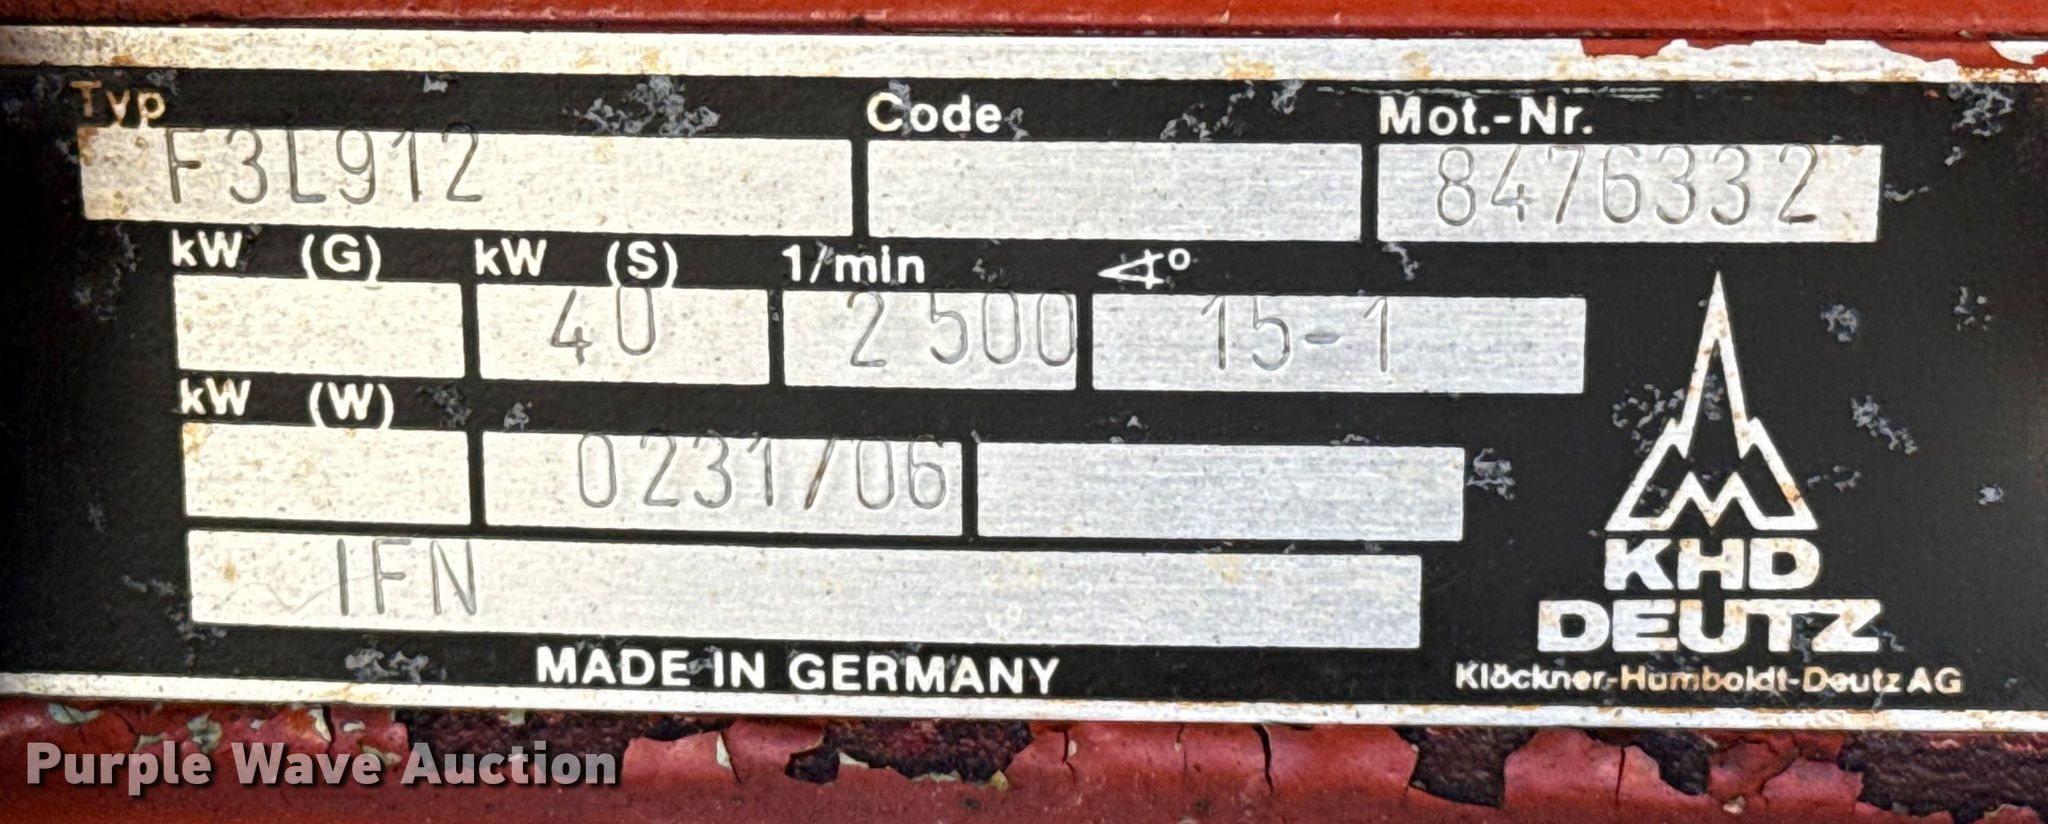 Typ Code Mot.-Nr.
F3L912 8476332
kW (G) kW (S) 1/min ∢°
40 2 500 15-1
kW (W)
0231/06
IFN
KHD
DEUTZ
MADE IN GERMANY Klöckner-Humboldt-Deutz AG
Purple Wave Auction